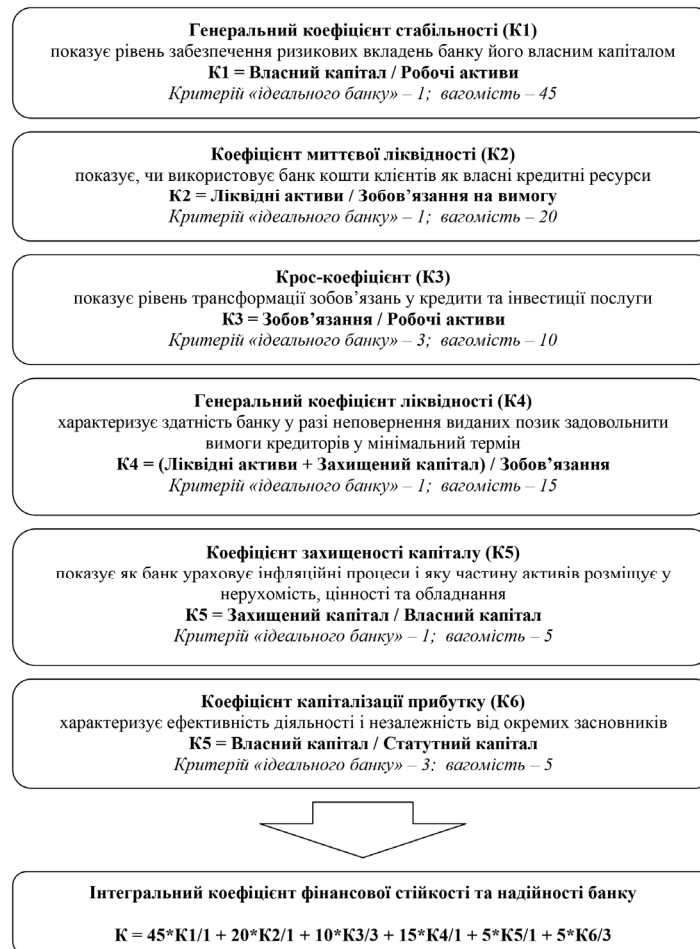 Генеральний коефіцієнт стабільності (К1)
показує рівень забезпечення ризикових вкладень банку його власним капіталом
К1 = Власний капітал / Робочі активи
Критерій «ідеального банку» – 1; вагомість – 45
Коефіцієнт миттєвої ліквідності (К2)
показує, чи використовує банк кошти клієнтів як власні кредитні ресурси
К2 = Ліквідні активи / Зобов’язання на вимогу
Критерій «ідеального банку» – 1; вагомість – 20
Крос-коефіцієнт (К3)
показує рівень трансформації зобов’язань у кредити та інвестиції послуги
К3 = Зобов’язання / Робочі активи
Критерій «ідеального банку» – 3; вагомість – 10
Генеральний коефіцієнт ліквідності (К4)
характеризує здатність банку у разі неповернення виданих позик задовольнити
вимоги кредиторів у мінімальний термін
К4 = (Ліквідні активи + Захищений капітал) / Зобов’язання
Критерій «ідеального банку» – 1; вагомість – 15
Коефіцієнт захищеності капіталу (К5)
показує як банк ураховує інфляційні процеси і яку частину активів розміщує у
нерухомість, цінності та обладнання
К5 = Захищений капітал / Власний капітал
Критерій «ідеального банку» – 1; вагомість – 5
Коефіцієнт капіталізації прибутку (К6)
характеризує ефективність діяльності і незалежність від окремих засновників
К5 = Власний капітал / Статутний капітал
Критерій «ідеального банку» – 3; вагомість – 5
Інтегральний коефіцієнт фінансової стійкості та надійності банку
К = 45*К1/1 + 20*К2/1 + 10*К3/3 + 15*К4/1 + 5*К5/1 + 5*К6/3